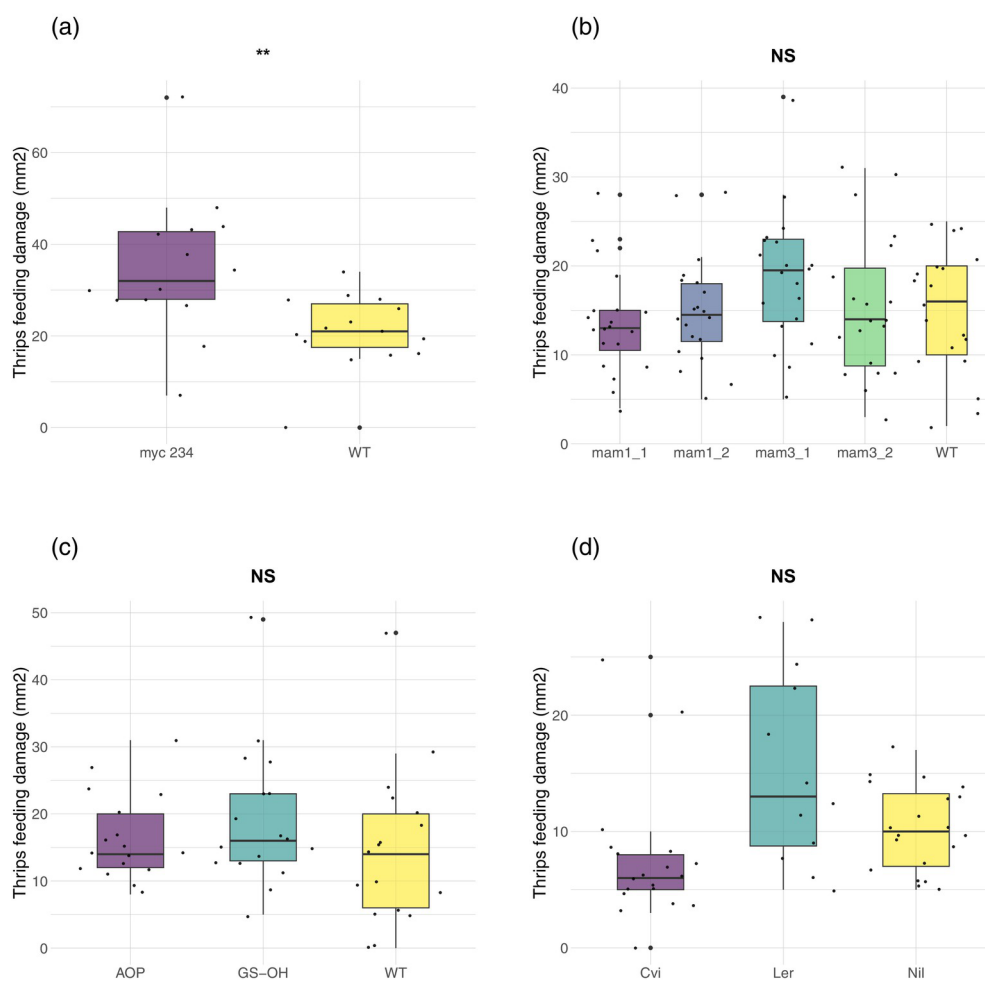 (a)
**
Thrips feeding damage (mm2)
60
40
20
0
myc 234 WT
(b)
NS
Thrips feeding damage (mm2)
40
30
20
10
0
mam1_1 mam1_2 mam3_1 mam3_2 WT
(c)
NS
Thrips feeding damage (mm2)
50
40
30
20
10
0
AOP GS-OH WT
(d)
NS
Thrips feeding damage (mm2)
20
10
0
Cvi Ler Nil